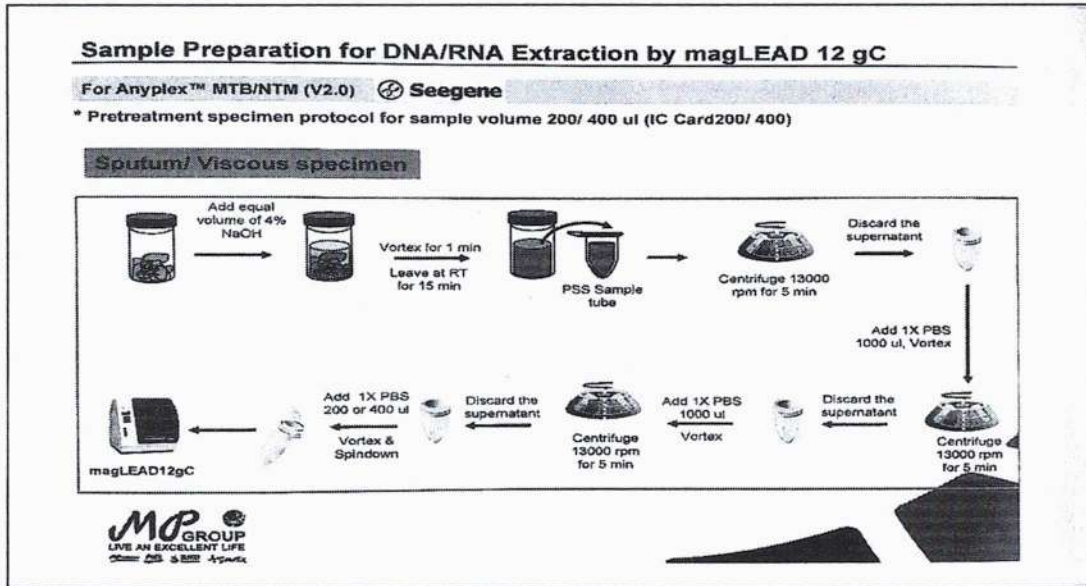 Sample Preparation for DNA/RNA Extraction by magLEAD 12 gC
For Anyplex™ MTB/NTM (V2.0) Seegene
* Pretreatment specimen protocol for sample volume 200/ 400 ul (IC Card200/ 400)
Sputum/ Viscous specimen
Add equal
volume of 4%
NaOH
Vortex for 1 min
Leave at RT
for 15 min
PSS Sample
tube
Centrifuge 13000
rpm for 5 min
Discard the
supernatant
Add 1X PBS
1000 ul, Vortex
Centrifuge
13000 rpm
for 5 min
Discard the
supernatant
Add 1X PBS
1000 ul
Vortex
Centrifuge
13000 rpm
for 5 min
Discard the
supernatant
Add 1X PBS
200 or 400 ul
Vortex &
Spindown
magLEAD12gC
MP GROUP
LIVE AN EXCELLENT LIFE